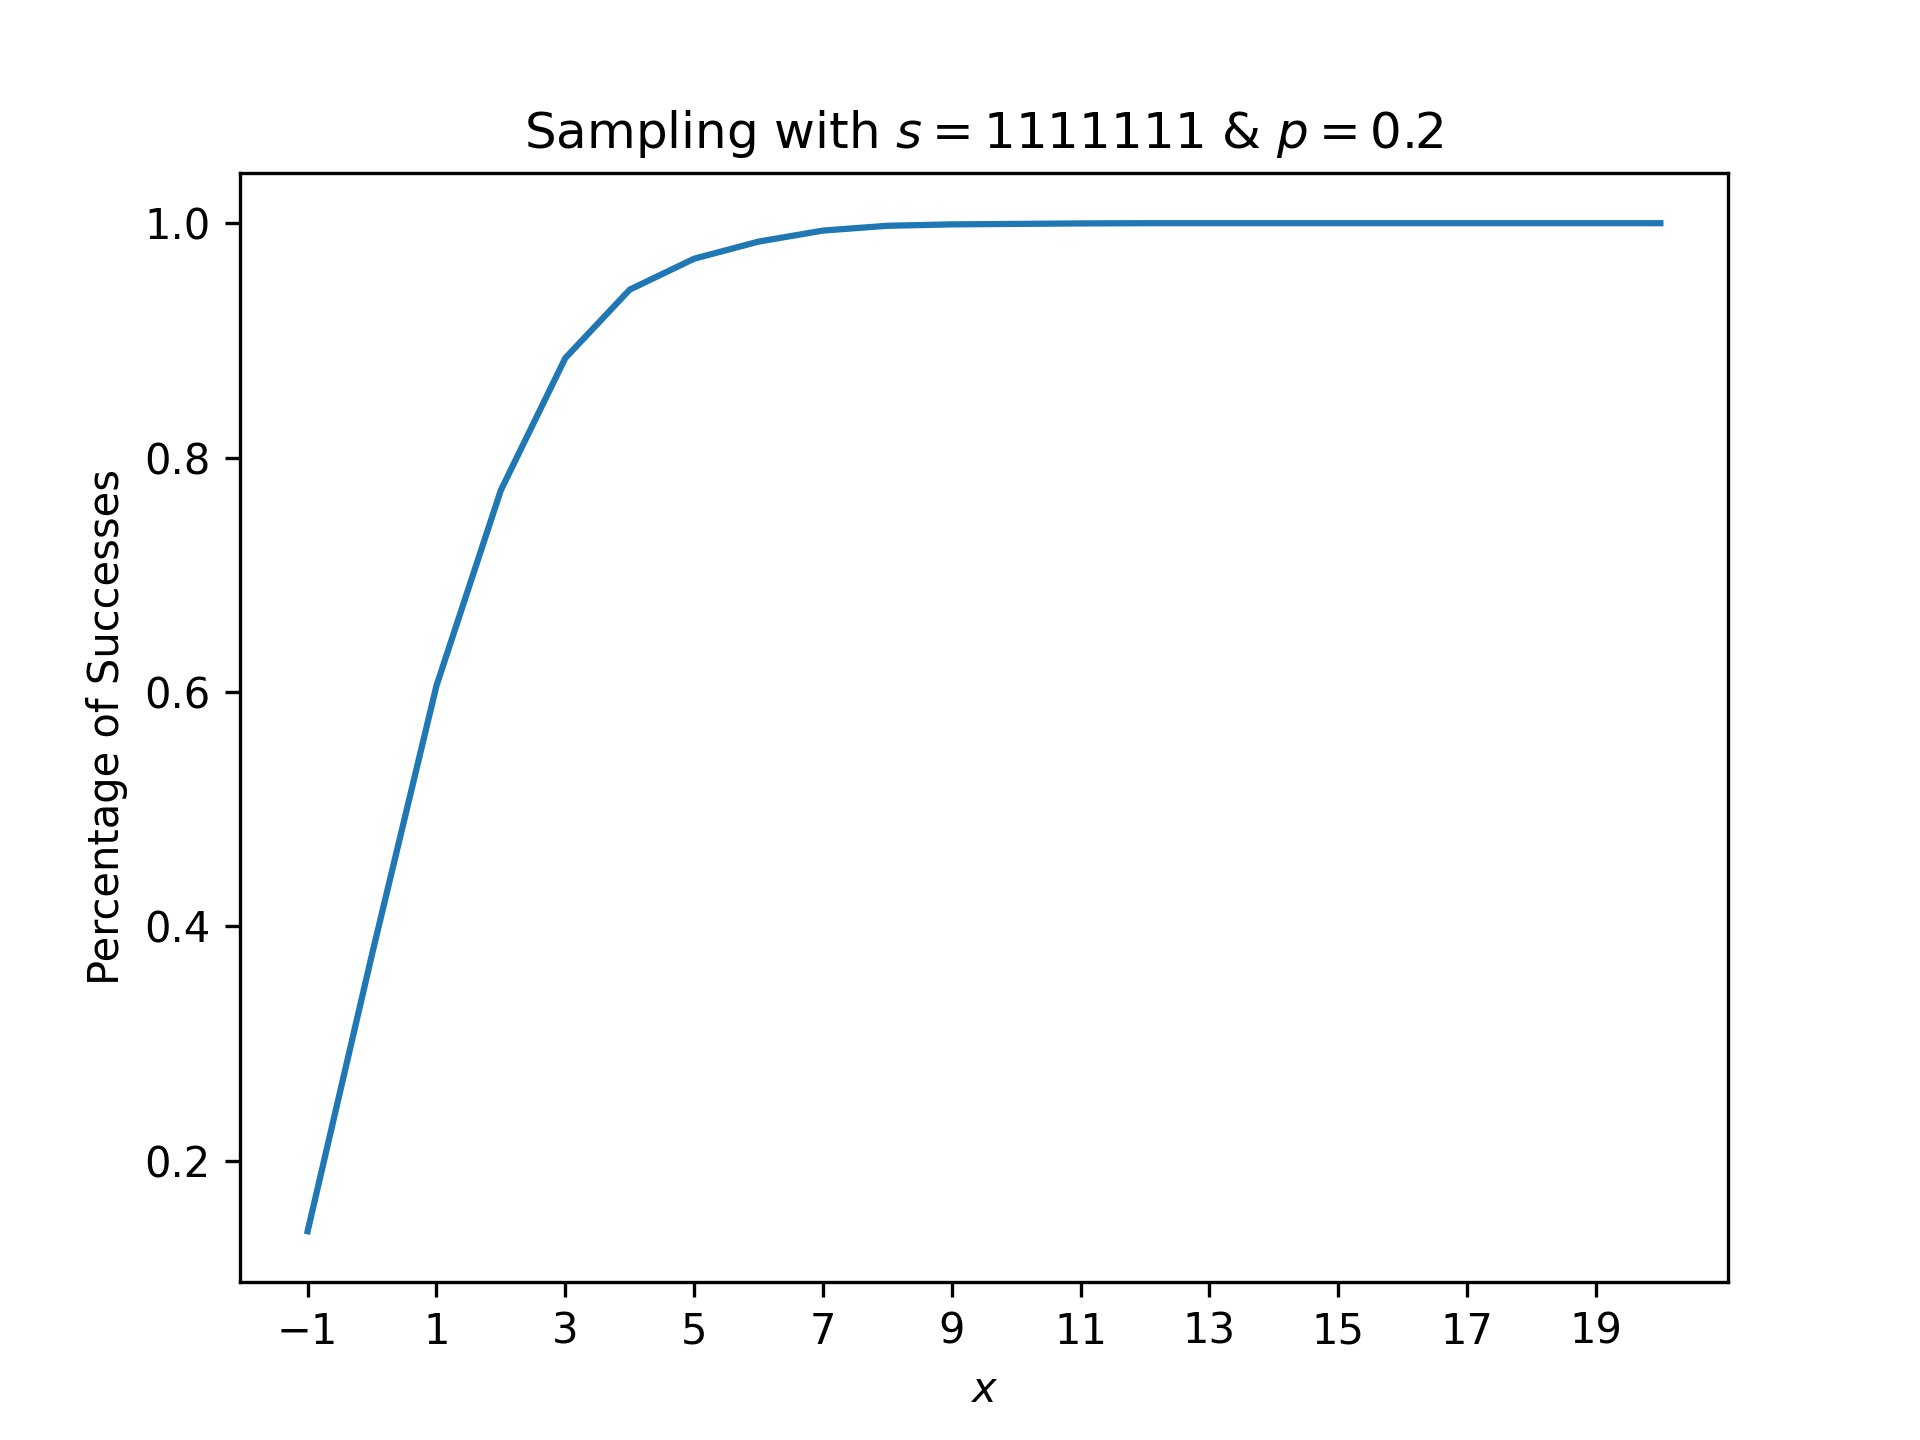 Sampling with s = 1111111 & p = 0.2
1.0
0.8
0.6
0.4
0.2
Percentage of Successes
−1 1 3 5 7 9 11 13 15 17 19
x